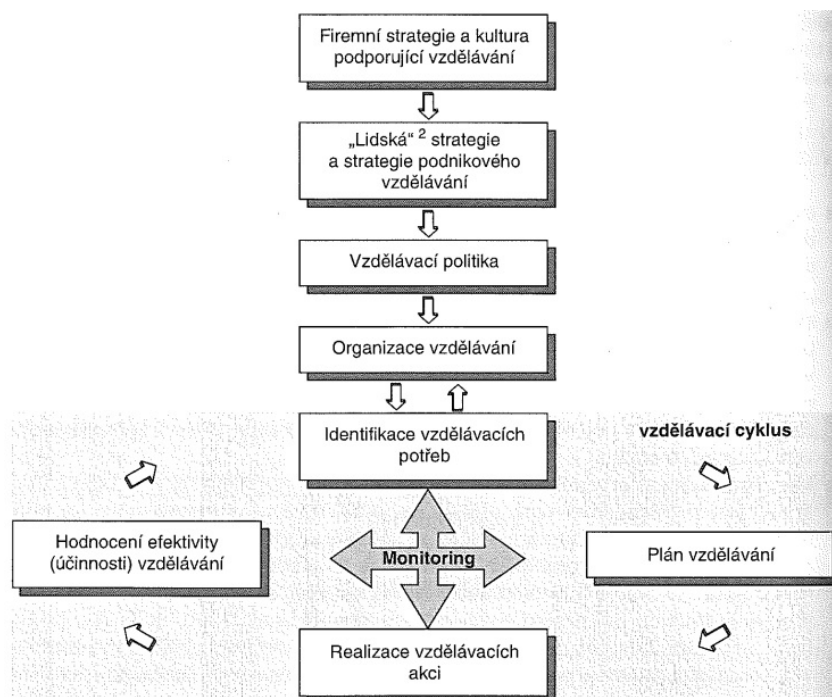 Firemní strategie a kultura
podporující vzdělávání
„Lidská“ 2 strategie
a strategie podnikového
vzdělávání
Vzdělávací politika
Organizace vzdělávání
Identifikace vzdělávacích
potřeb
vzdělávací cyklus
Hodnocení efektivity
(účinnosti) vzdělávání
Monitoring
Plán vzdělávání
Realizace vzdělávacích
akci